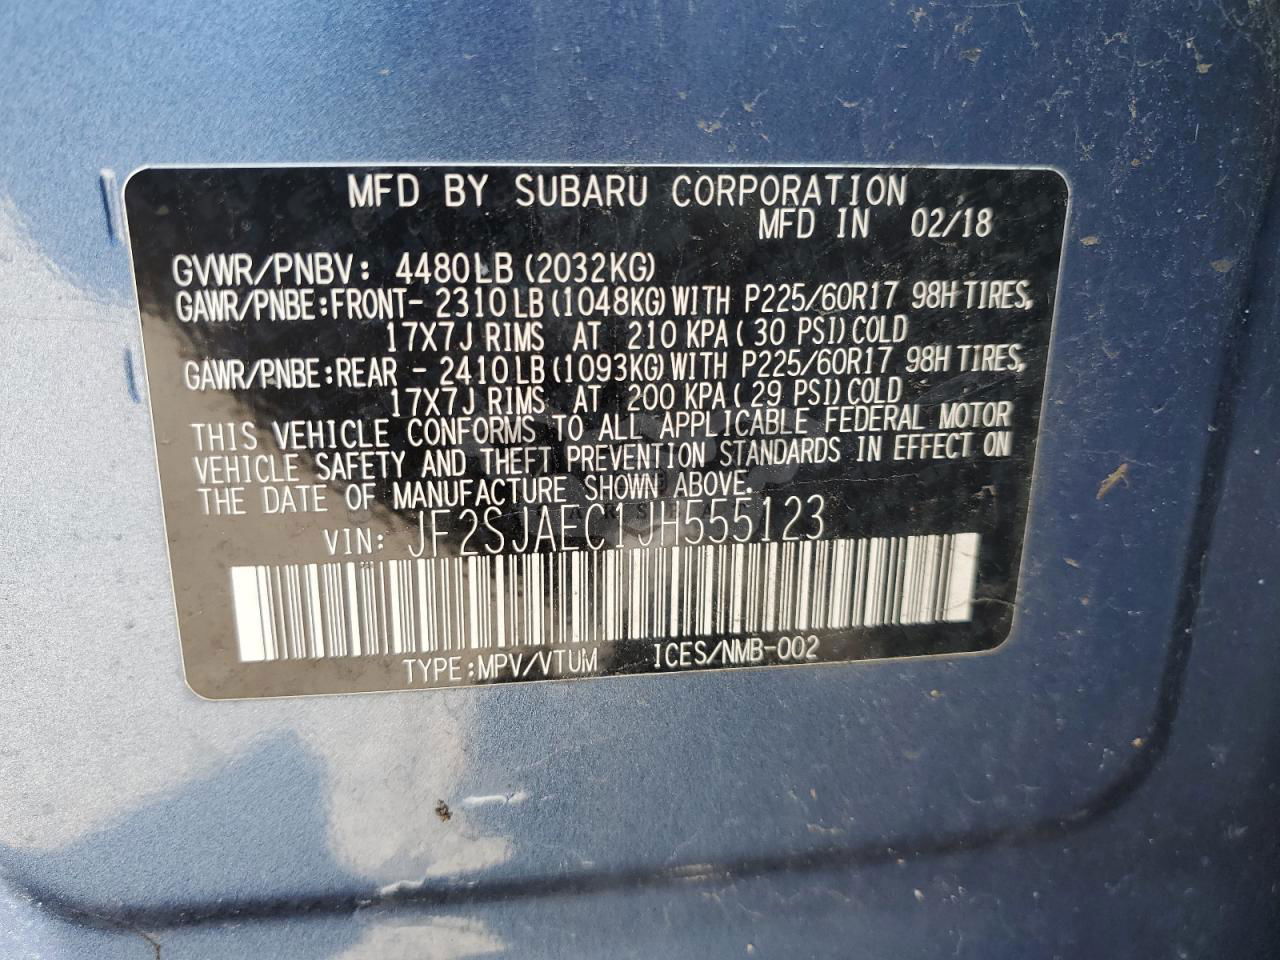 MFD BY SUBARU CORPORATION
MFD IN 02/18
GVWR/PNBV: 4480LB (2032KG)
GAWR/PNBE:FRONT- 2310LB (1048KG) WITH P225/60R17 98H TIRES,
17X7J RIMS AT 210 KPA ( 30 PSI) COLD
GAWR/PNBE:REAR - 2410LB (1093KG) WITH P225/60R17 98H TIRES,
17X7J RIMS AT 200 KPA ( 29 PSI) COLD
THIS VEHICLE CONFORMS TO ALL APPLICABLE FEDERAL MOTOR
VEHICLE SAFETY AND THEFT PREVENTION STANDARDS IN EFFECT ON
THE DATE OF MANUFACTURE SHOWN ABOVE.
VIN: JF2SJAEC1JH555123
TYPE:MPV/VTUM ICES/NMB-002